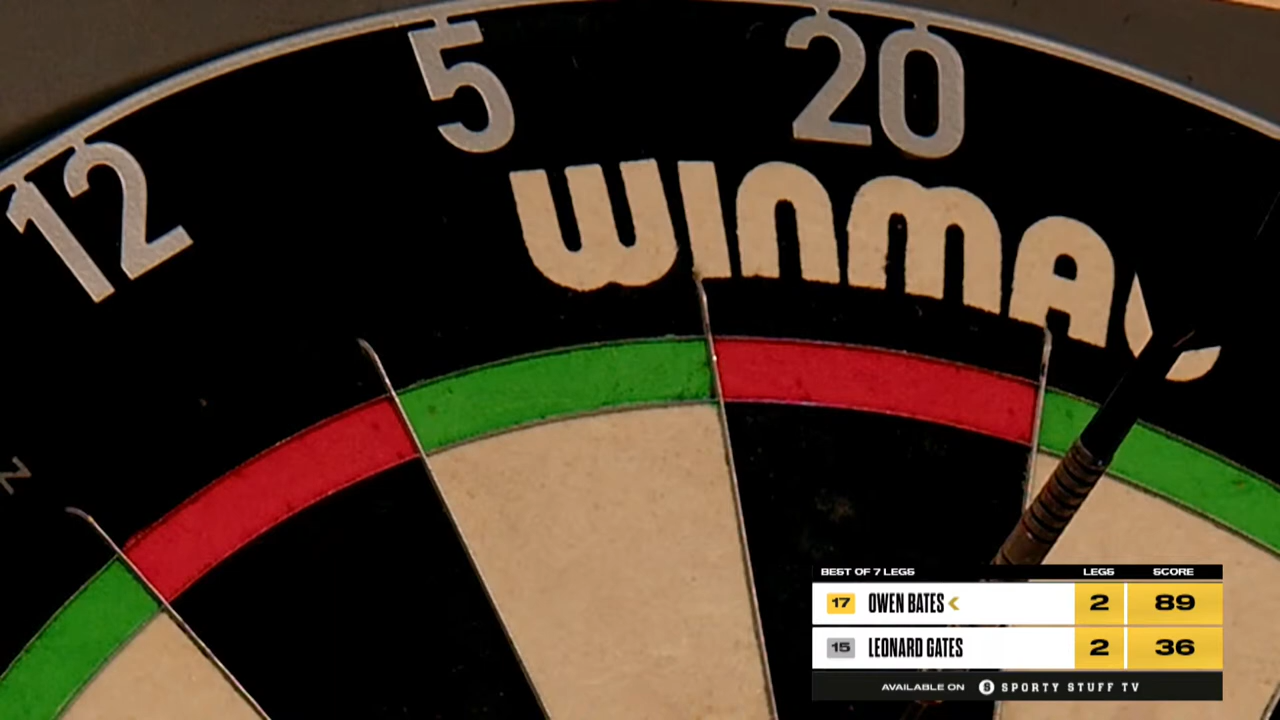 5
20
12
WINMA
N
BEST OF 7 LEGS LEGS SCORE
17 OWEN BATES 2 89
15 LEONARD GATES 2 36
AVAILABLE ON S SPORTY STUFF TV